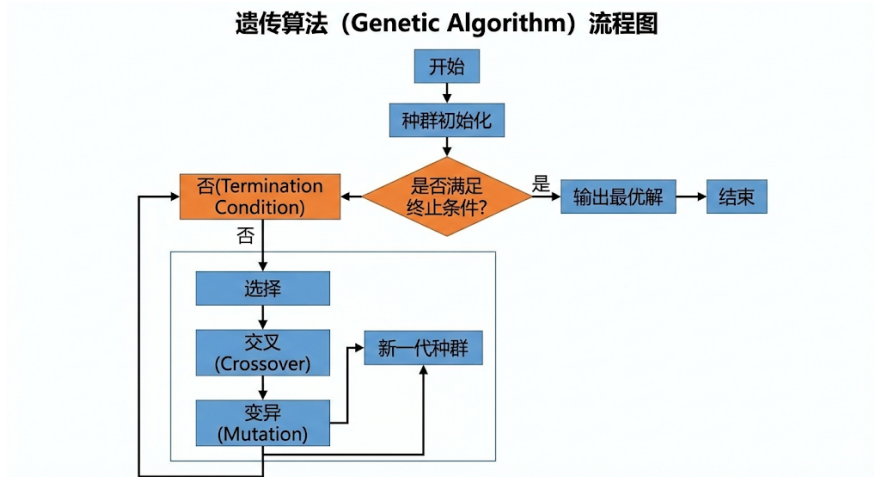 遗传算法（Genetic Algorithm）流程图
开始
种群初始化
是否满足
终止条件?
是
输出最优解
结束
否(Termination
Condition)
否
选择
交叉
(Crossover)
新一代种群
变异
(Mutation)